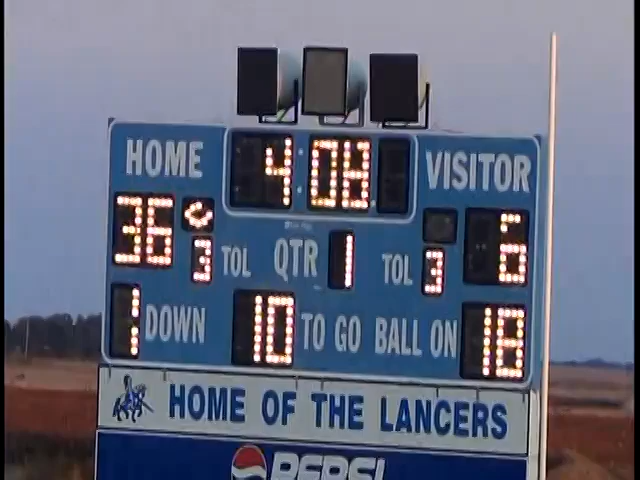 HOME 4:08 VISITOR
36 3 TOL QTR 1 TOL 3 6
1 DOWN 10 TO GO BALL ON 18
HOME OF THE LANCERS
PEPSI